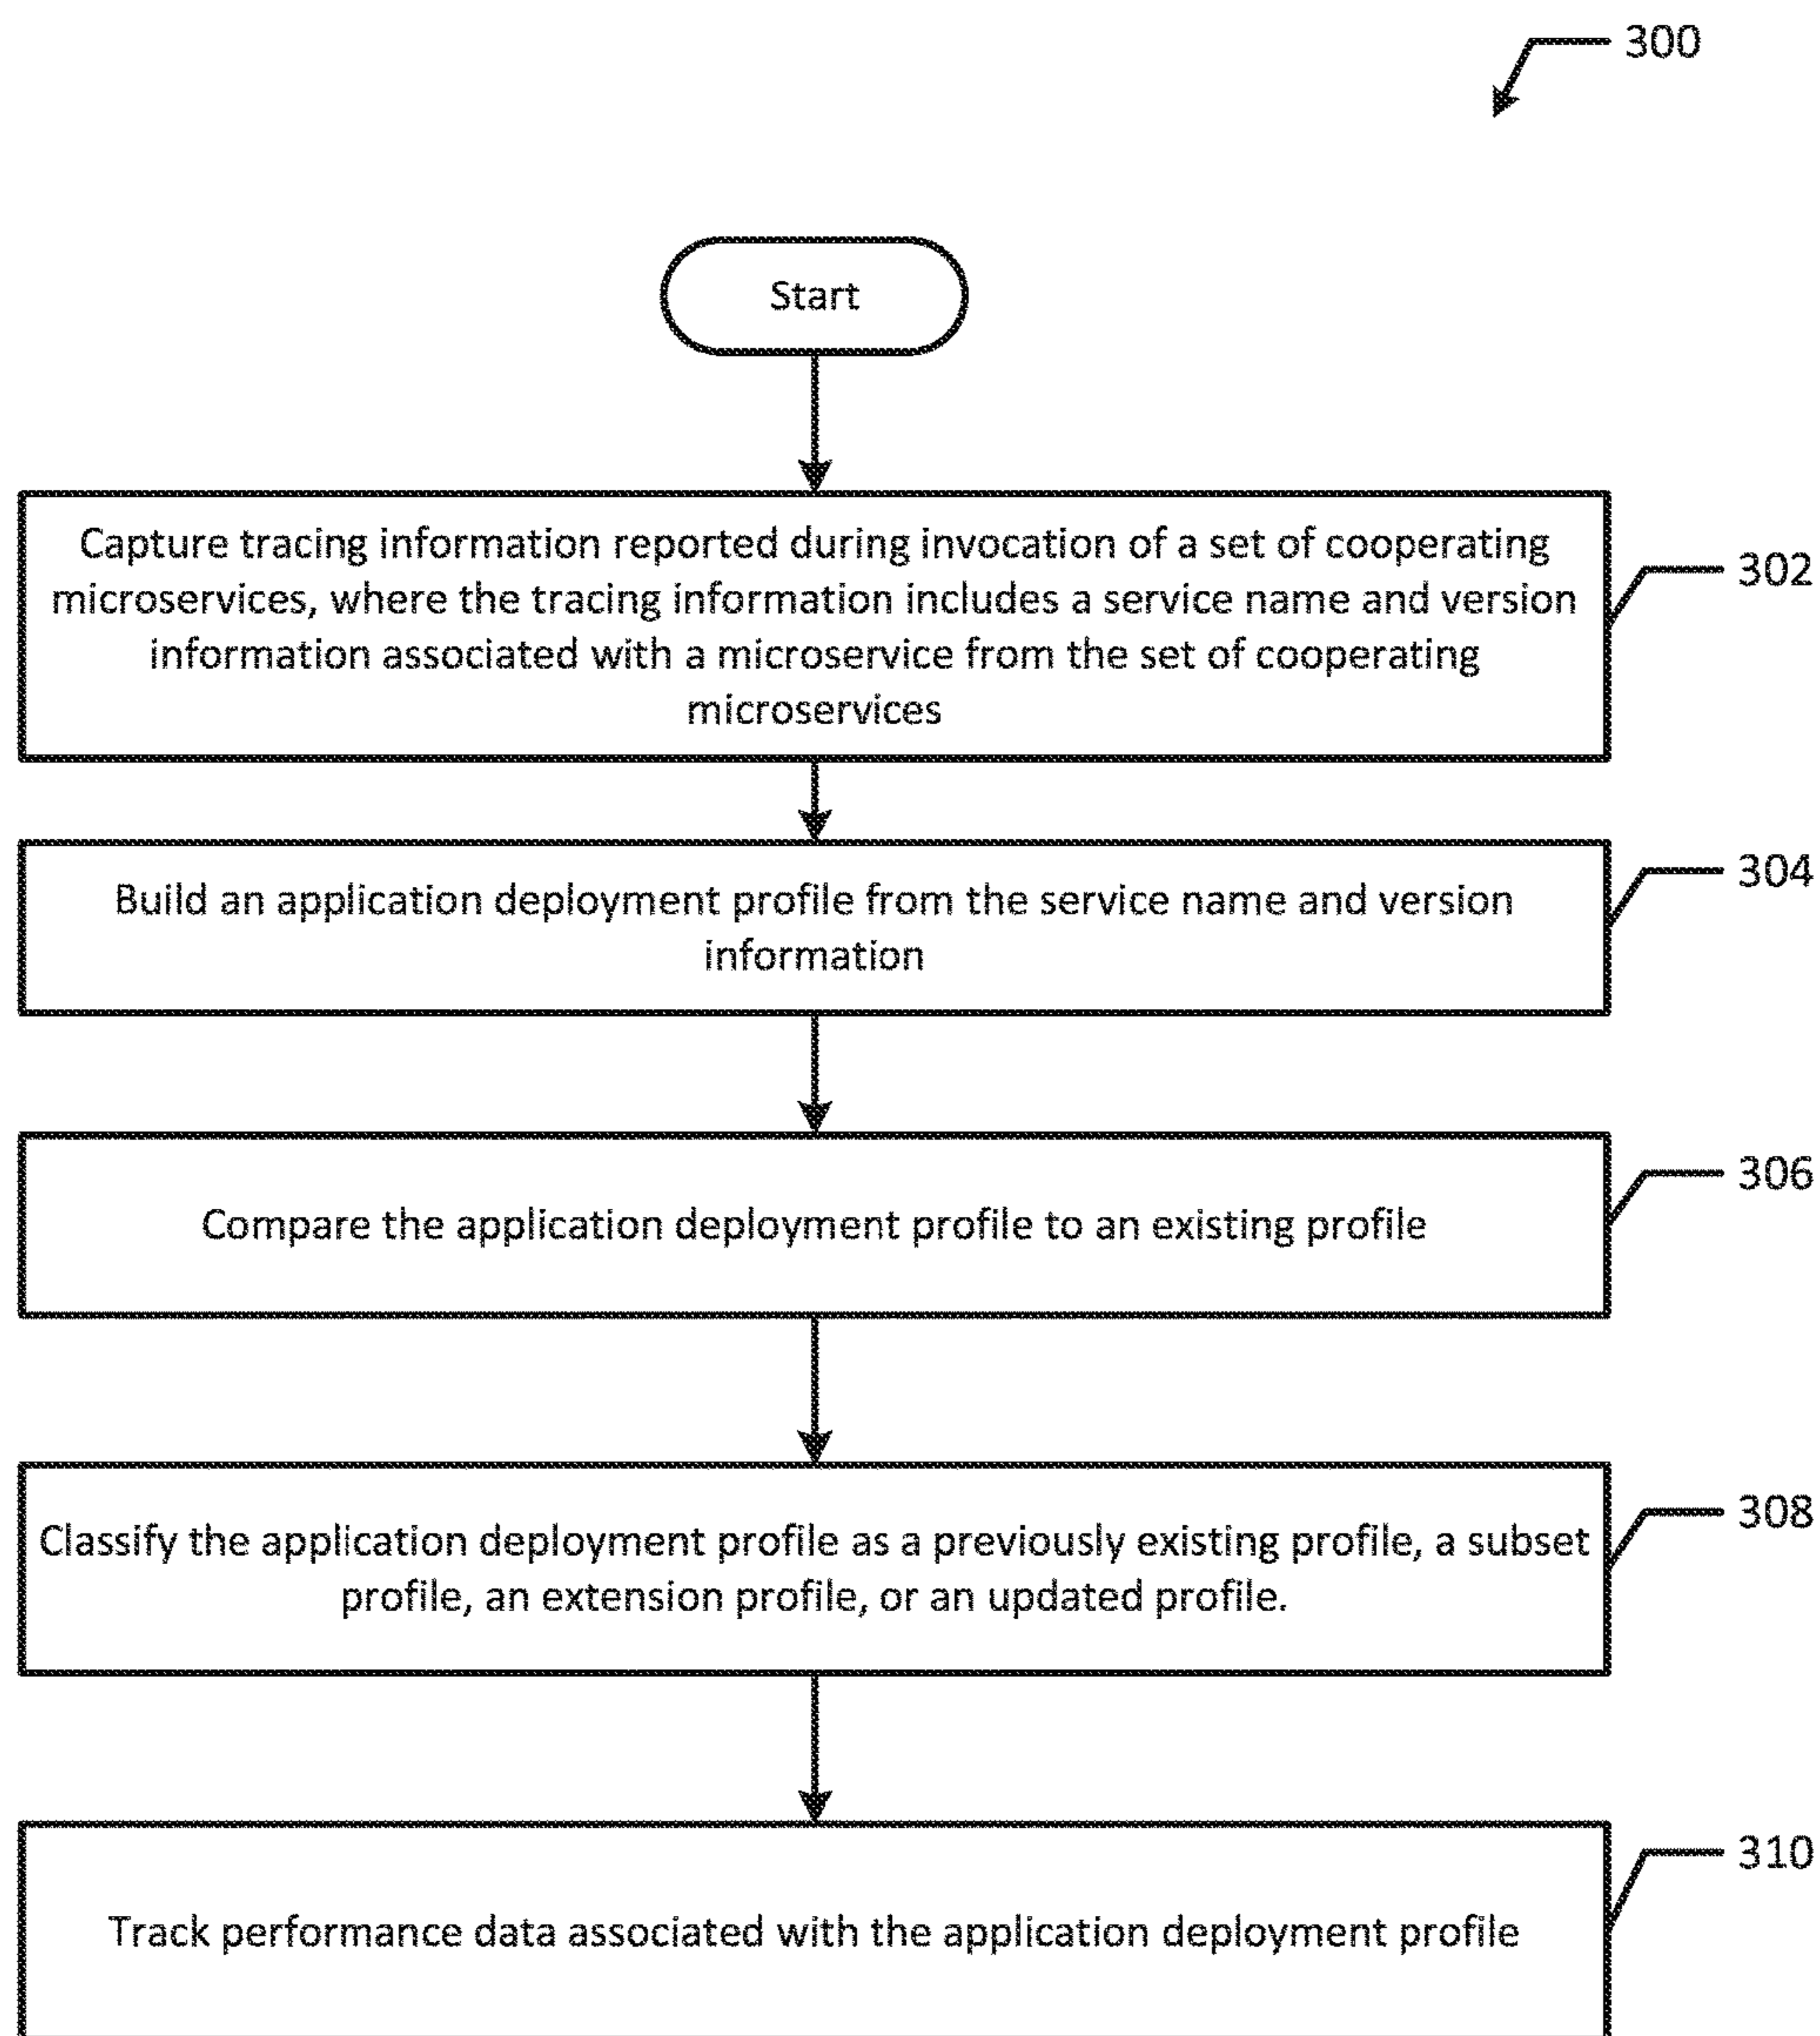 300
Start
Capture tracing information reported during invocation of a set of cooperating
microservices, where the tracing information includes a service name and version
information associated with a microservice from the set of cooperating
microservices
302
Build an application deployment profile from the service name and version
information
304
Compare the application deployment profile to an existing profile
306
Classify the application deployment profile as a previously existing profile, a subset
profile, an extension profile, or an updated profile.
308
Track performance data associated with the application deployment profile
310